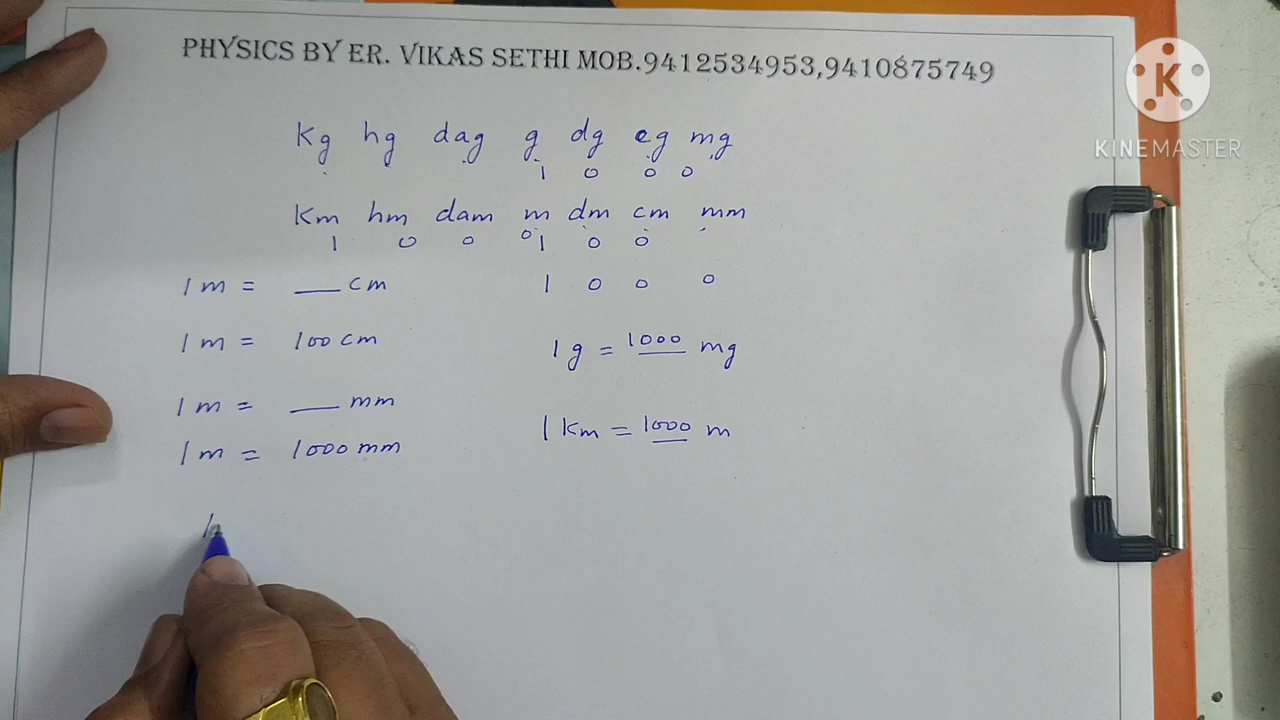 PHYSICS BY ER. VIKAS SETHI MOB.9412534953,9410875749
K
KINEMASTER
Kg hg dag g dg cg mg
1 0 0 0
Km hm dam m dm cm mm
1 0 0 0 1 0 0
1 m = ___ cm 1 0 0 0
1 m = 100 cm 1 g = 1000 mg
1 m = ___ mm 1 Km = 1000 m
1 m = 1000 mm
1